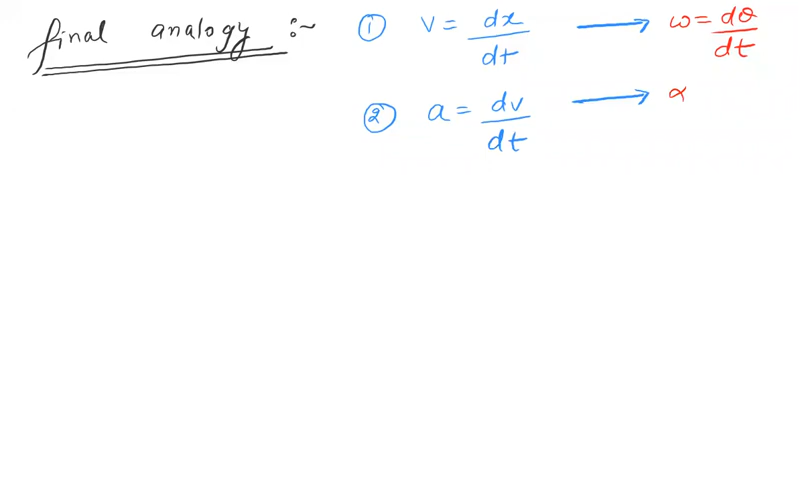 final analogy :~ ① v = dx/dt ⟶ ω = dθ/dt
② a = dv/dt ⟶ α